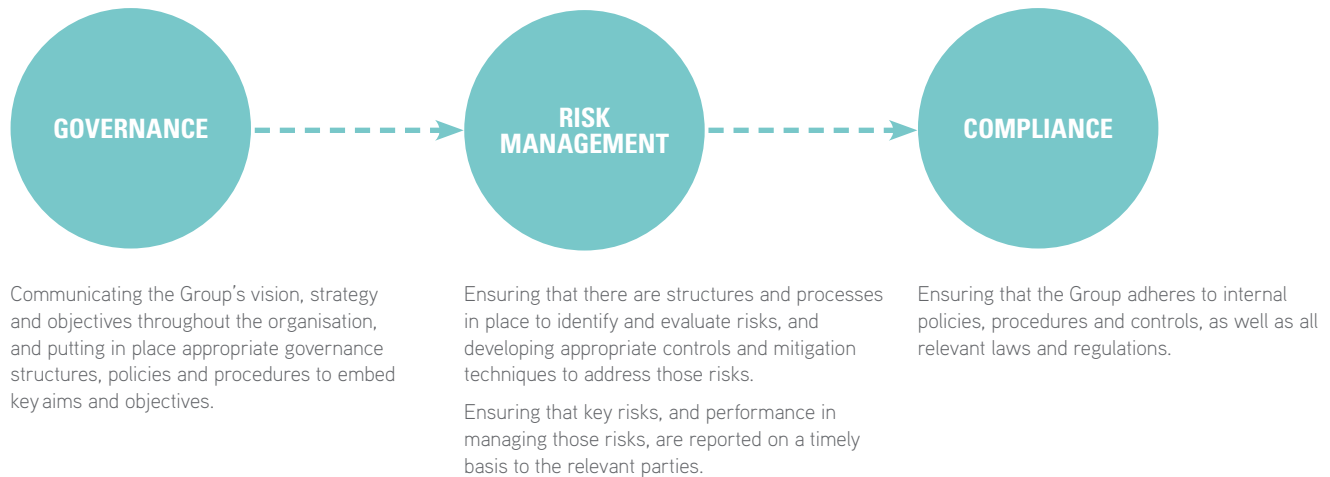 GOVERNANCE
Communicating the Group's vision, strategy
and objectives throughout the organisation,
and putting in place appropriate governance
structures, policies and procedures to embed
key aims and objectives.
RISK
MANAGEMENT
Ensuring that there are structures and processes
in place to identify and evaluate risks, and
developing appropriate controls and mitigation
techniques to address those risks.
Ensuring that key risks, and performance in
managing those risks, are reported on a timely
basis to the relevant parties.
COMPLIANCE
Ensuring that the Group adheres to internal
policies, procedures and controls, as well as all
relevant laws and regulations.